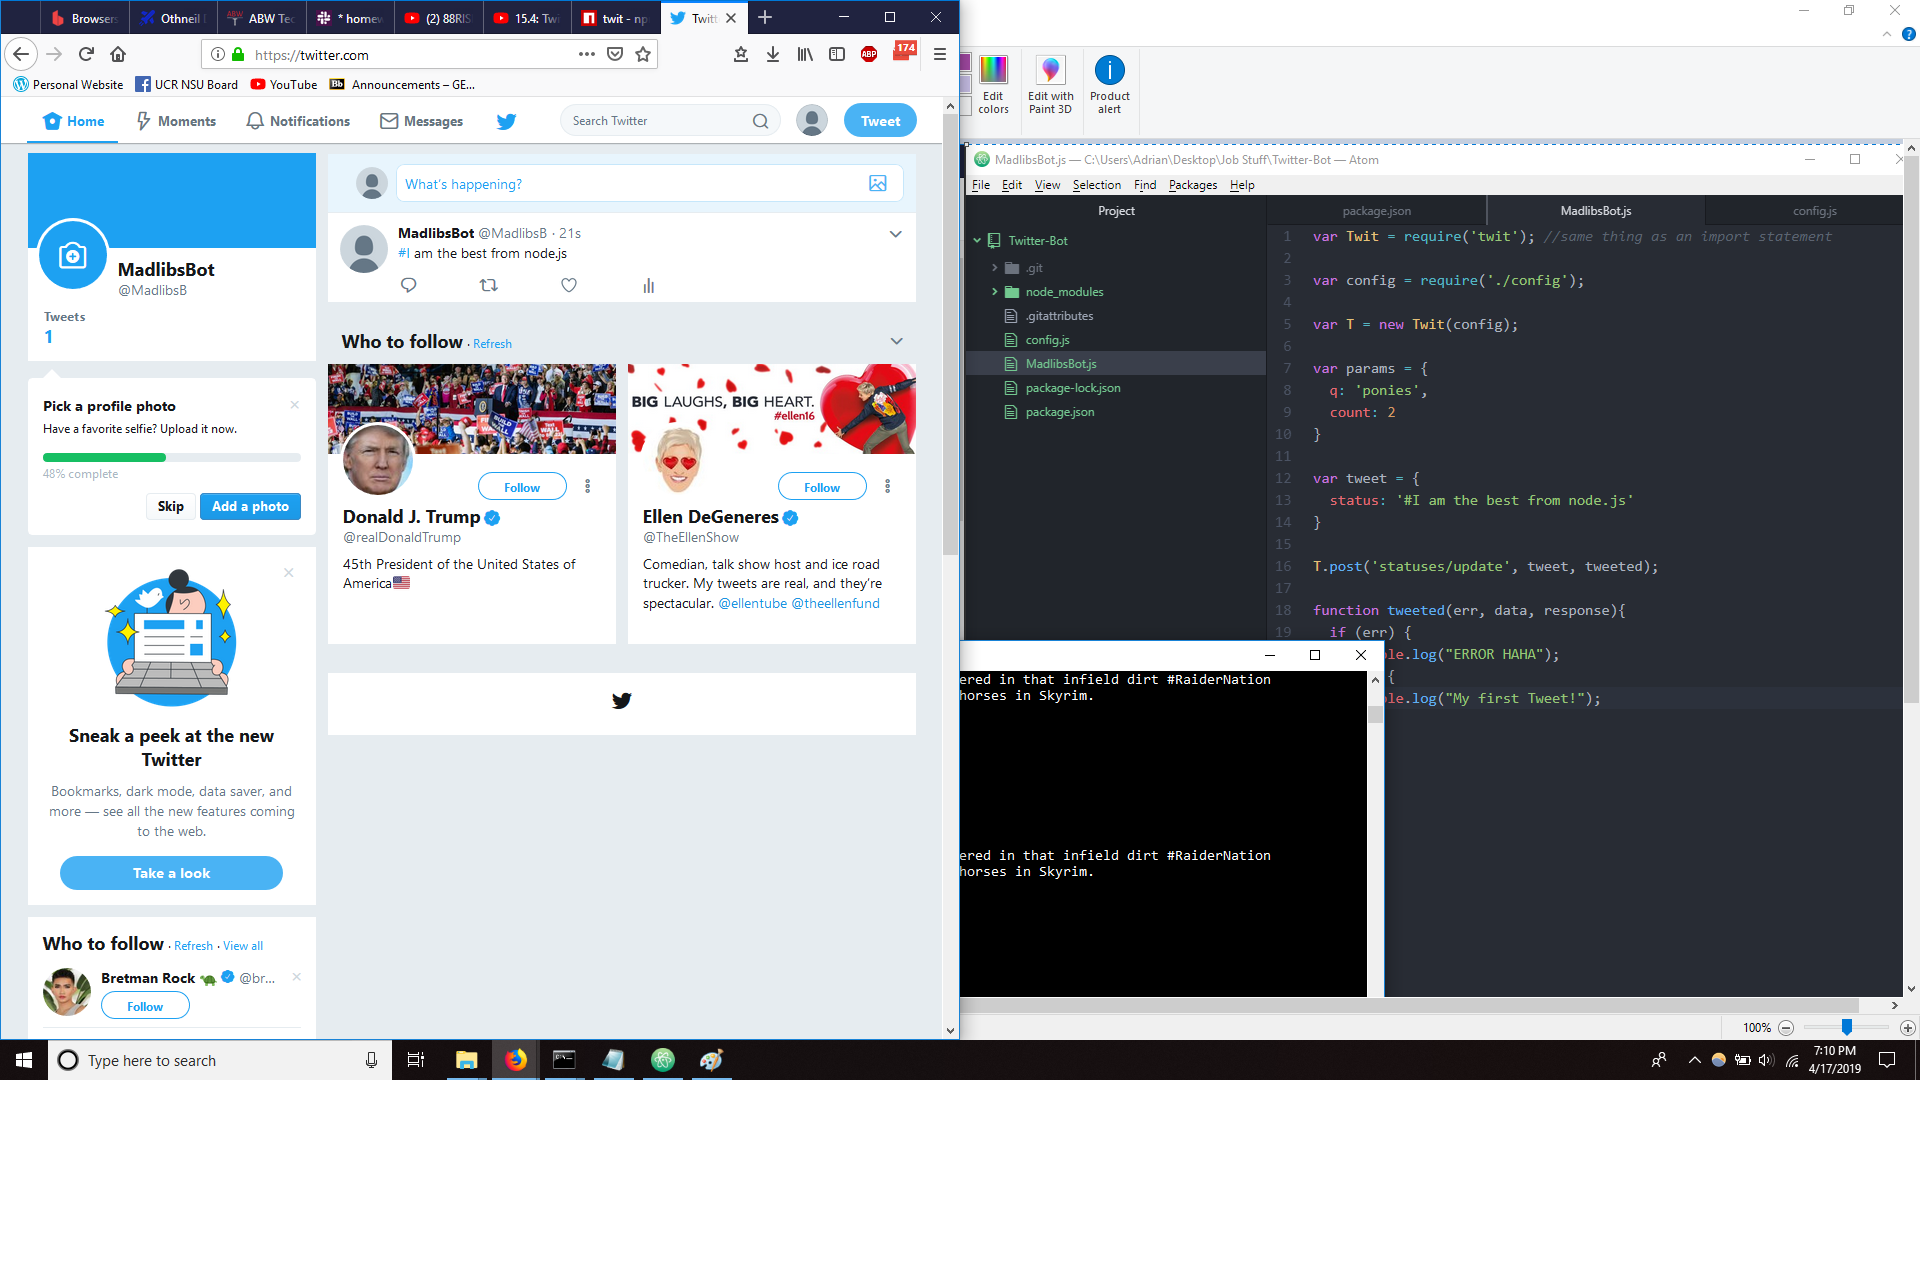 Browsers
Othneil
ABW Tec
* homew
(2) 88RIS
15.4: Twi
twit - np
Twitt
https://twitter.com
174
Personal Website
UCR NSU Board
YouTube
Announcements – GE...
Home
Moments
Notifications
Messages
Search Twitter
Tweet
MadlibsBot
@MadlibsB
Tweets
1
Pick a profile photo
Have a favorite selfie? Upload it now.
48% complete
Skip
Add a photo
Sneak a peek at the new
Twitter
Bookmarks, dark mode, data saver, and
more — see all the new features coming
to the web.
Take a look
Who to follow · Refresh · View all
Bretman Rock @br...
Follow
What's happening?
MadlibsBot @MadlibsB · 21s
#I am the best from node.js
Who to follow · Refresh
Follow
Donald J. Trump
@realDonaldTrump
45th President of the United States of
America
BIG LAUGHS, BIG HEART.
#ellen16
Follow
Ellen DeGeneres
@TheEllenShow
Comedian, talk show host and ice road
trucker. My tweets are real, and they're
spectacular. @ellentube @theellenfund
Edit
colors
Edit with
Paint 3D
Product
alert
MadlibsBot.js — C:\Users\Adrian\Desktop\Job Stuff\Twitter-Bot — Atom
File Edit View Selection Find Packages Help
Project
Twitter-Bot
.git
node_modules
.gitattributes
config.js
MadlibsBot.js
package-lock.json
package.json
package.json
MadlibsBot.js
config.js
1 var Twit = require('twit'); //same thing as an import statement
2
3 var config = require('./config');
4
5 var T = new Twit(config);
6
7 var params = {
8 q: 'ponies',
9 count: 2
10 }
11
12 var tweet = {
13 status: '#I am the best from node.js'
14 }
15
16 T.post('statuses/update', tweet, tweeted);
17
18 function tweeted(err, data, response){
19 if (err) {
le.log("ERROR HAHA");
{
le.log("My first Tweet!");
ered in that infield dirt #RaiderNation
horses in Skyrim.
ered in that infield dirt #RaiderNation
horses in Skyrim.
100%
Type here to search
7:10 PM
4/17/2019